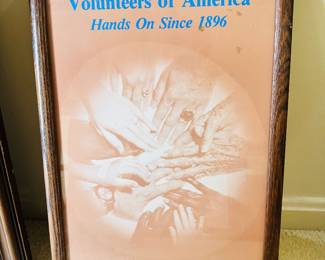 Volunteers of America
Hands On Since 1896